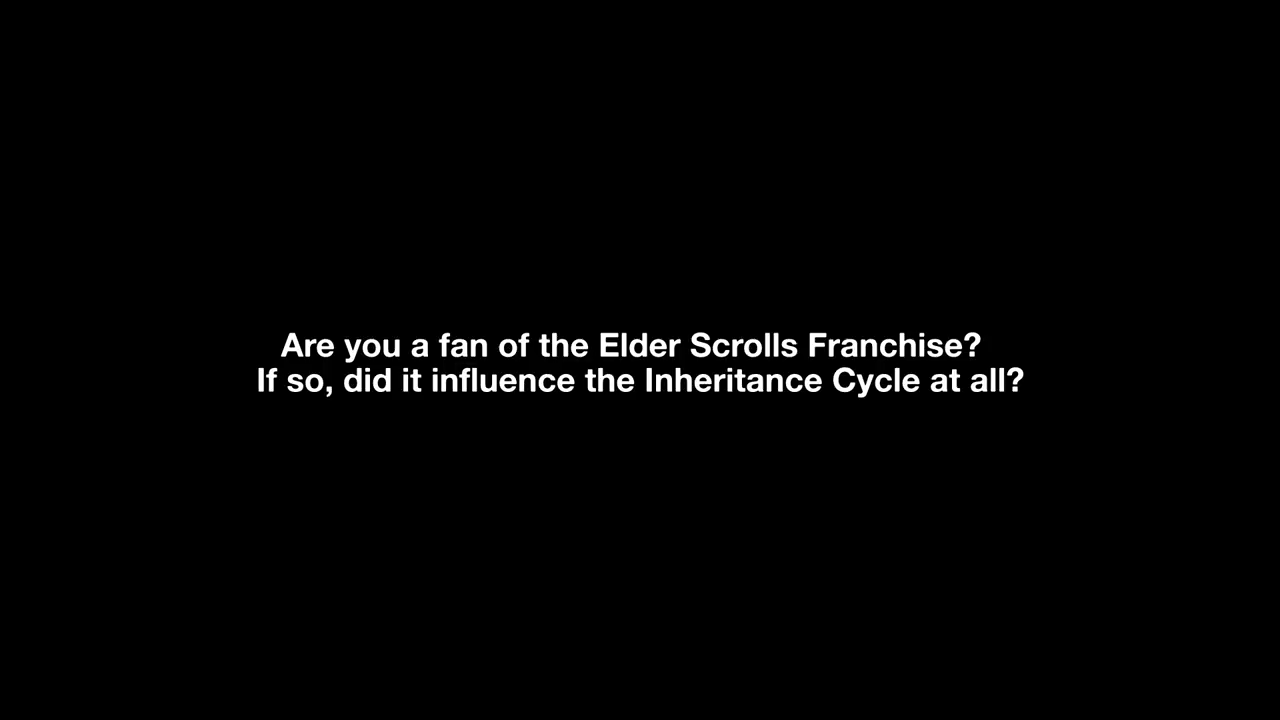 Are you a fan of the Elder Scrolls Franchise?
If so, did it influence the Inheritance Cycle at all?